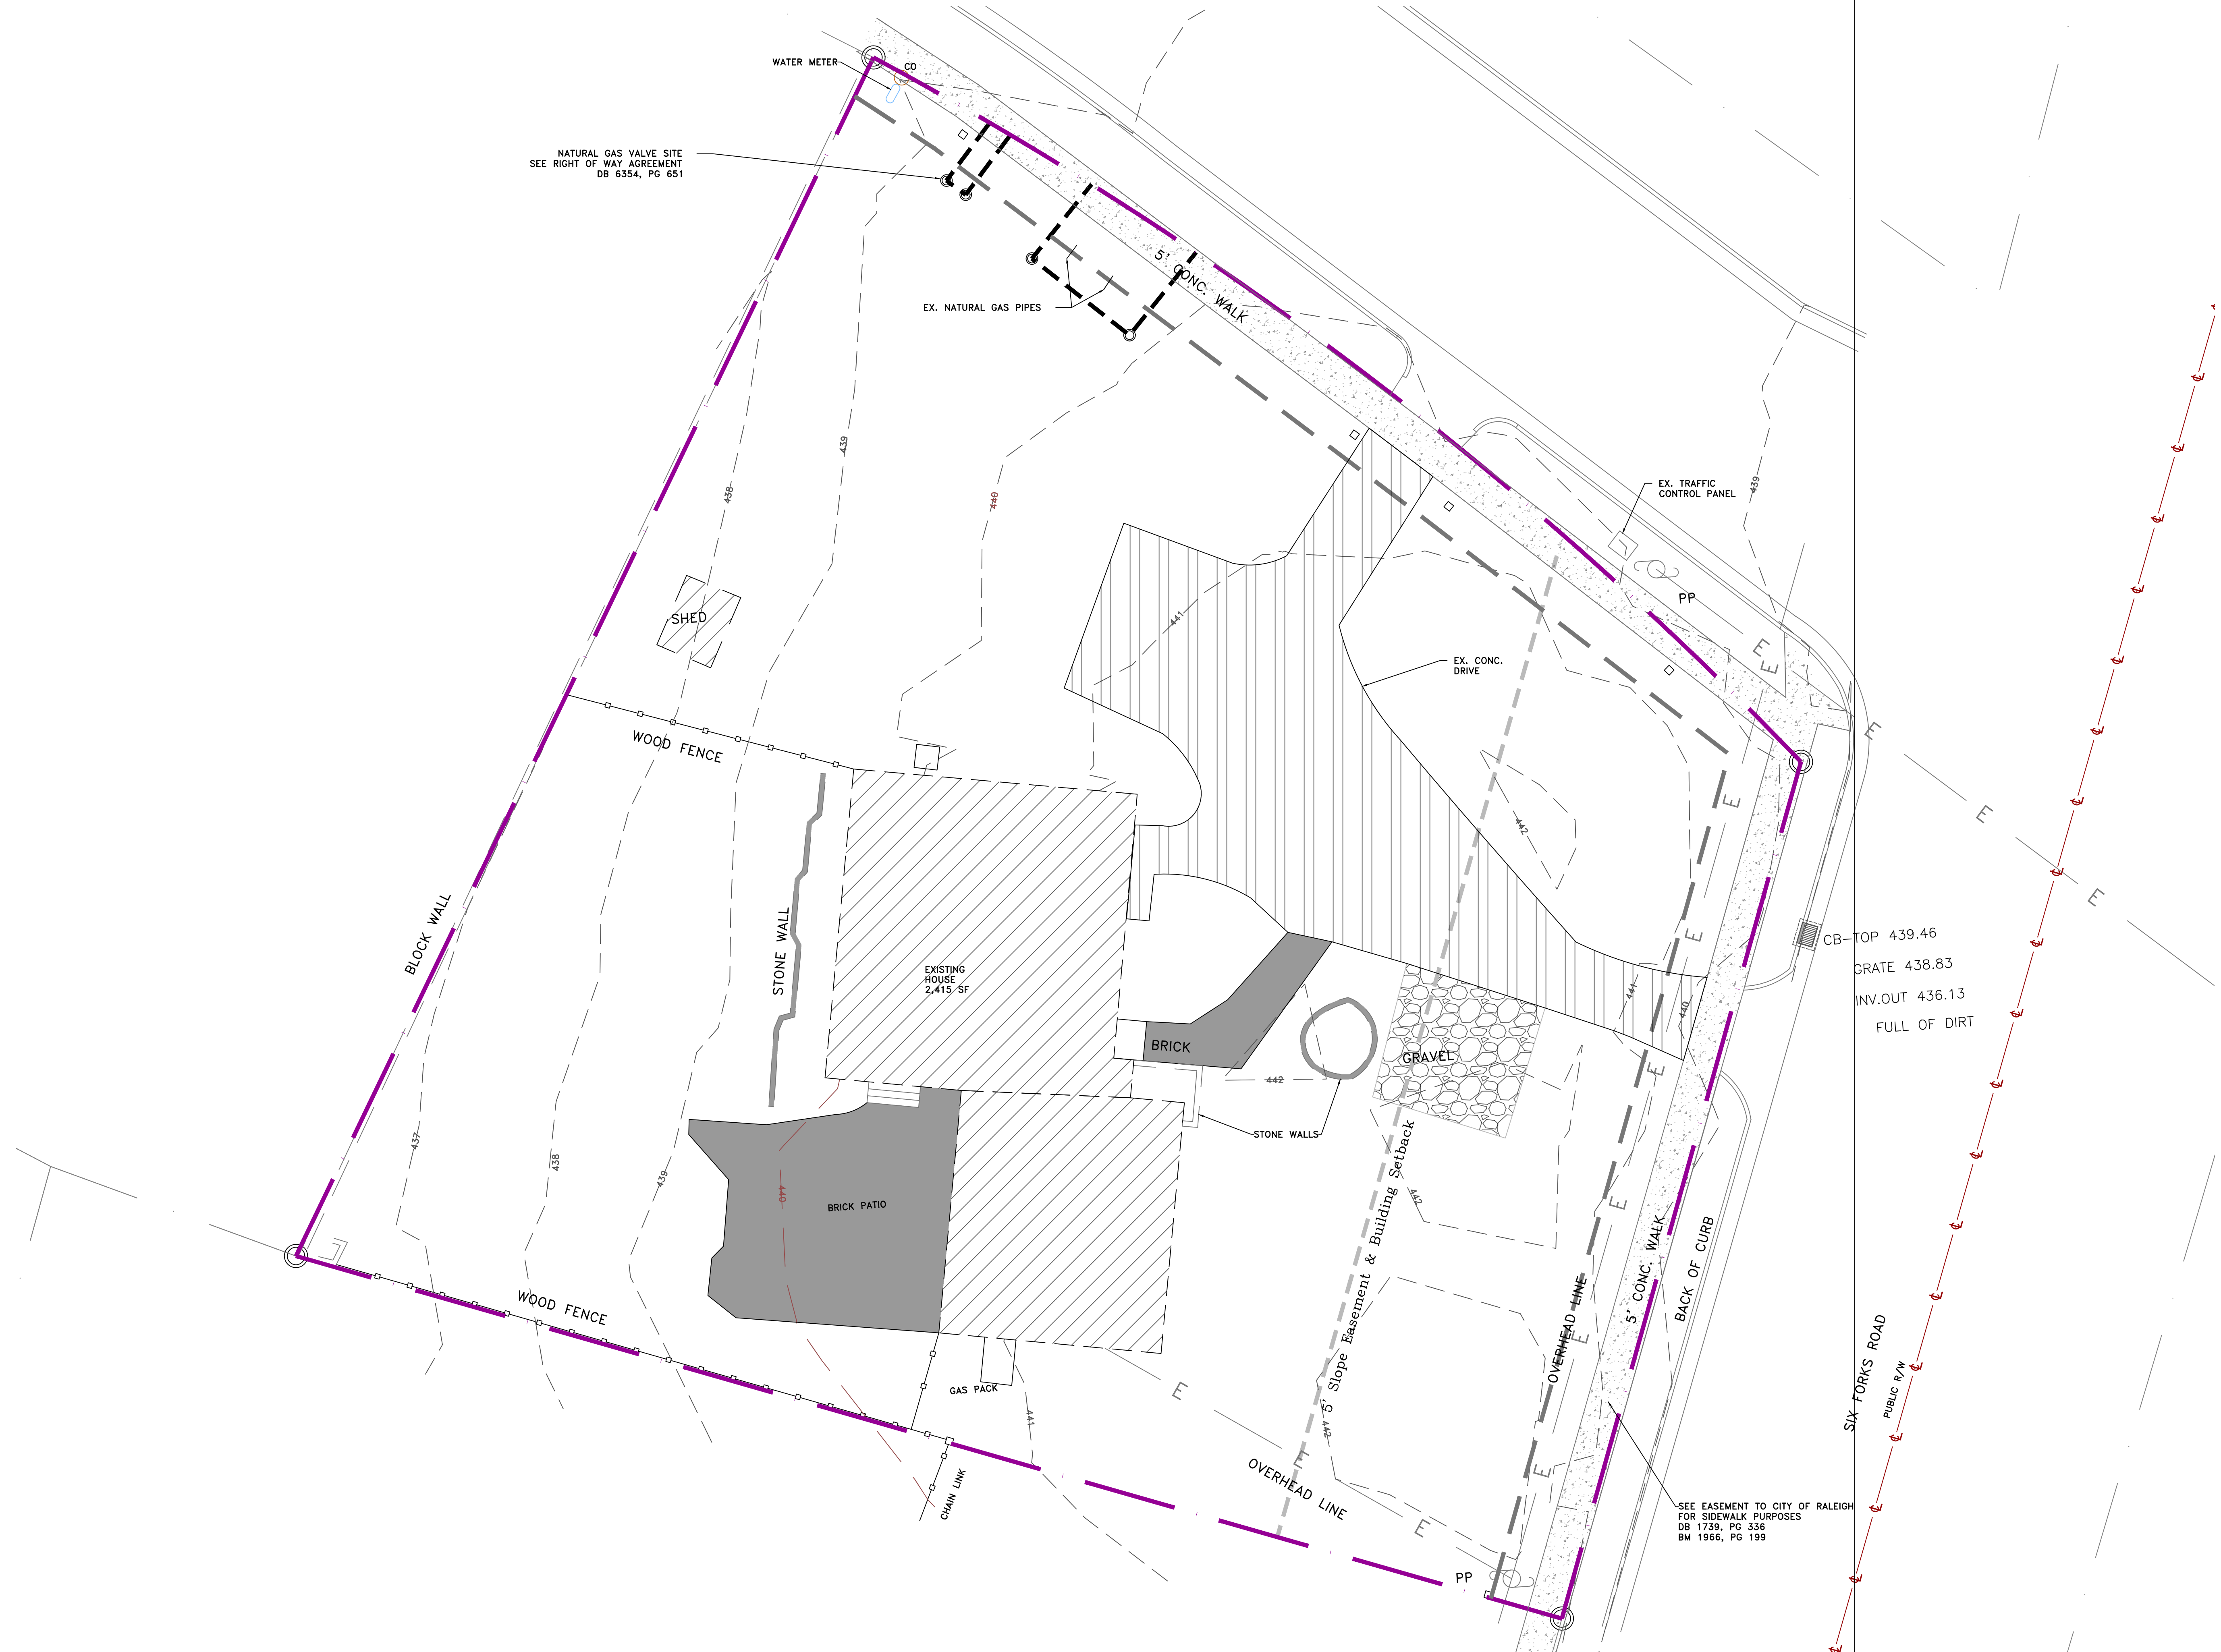 WATER METER
CO
NATURAL GAS VALVE SITE
SEE RIGHT OF WAY AGREEMENT
DB 6354, PG 651
EX. NATURAL GAS PIPES
5' CONC. WALK
439
438
440
EX. TRAFFIC
CONTROL PANEL
439
PP
E
E
E
E
E
E
SHED
441
EX. CONC.
DRIVE
WOOD FENCE
442
BLOCK WALL
STONE WALL
EXISTING
HOUSE
2,415 SF
E
CB-TOP 439.46
GRATE 438.83
INV.OUT 436.13
FULL OF DIRT
441
440
BRICK
GRAVEL
442
E
STONE WALLS
437
438
439
440
BRICK PATIO
442
E
5' Slope Easement & Building Setback
OVERHEAD LINE
5' CONC. WALK
BACK OF CURB
WOOD FENCE
E
E
GAS PACK
441
442
SIX FORKS ROAD
PUBLIC R/W
E
OVERHEAD LINE
CHAIN LINK
E
E
SEE EASEMENT TO CITY OF RALEIGH
FOR SIDEWALK PURPOSES
DB 1739, PG 336
BM 1966, PG 199
PP